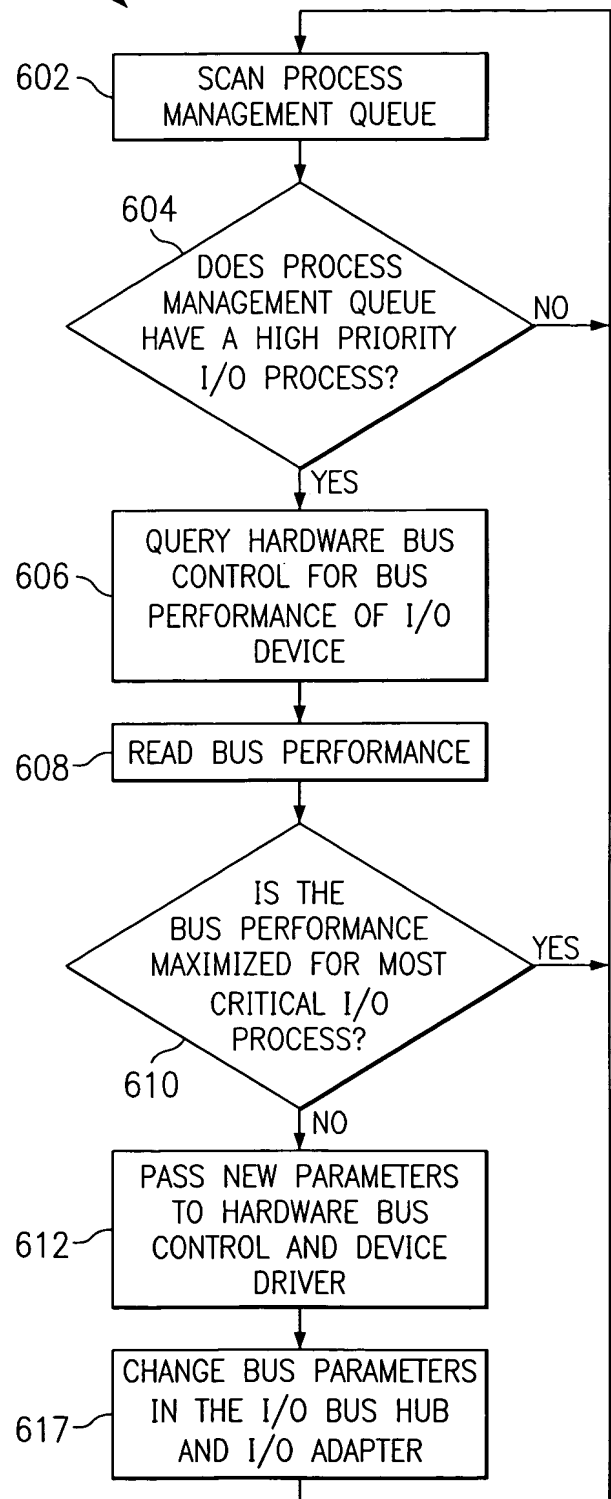 602
SCAN PROCESS
MANAGEMENT QUEUE
604
DOES PROCESS
MANAGEMENT QUEUE
HAVE A HIGH PRIORITY
I/O PROCESS?
NO
YES
606
QUERY HARDWARE BUS
CONTROL FOR BUS
PERFORMANCE OF I/O
DEVICE
608
READ BUS PERFORMANCE
IS THE
BUS PERFORMANCE
MAXIMIZED FOR MOST
CRITICAL I/O
PROCESS?
YES
610
NO
612
PASS NEW PARAMETERS
TO HARDWARE BUS
CONTROL AND DEVICE
DRIVER
617
CHANGE BUS PARAMETERS
IN THE I/O BUS HUB
AND I/O ADAPTER